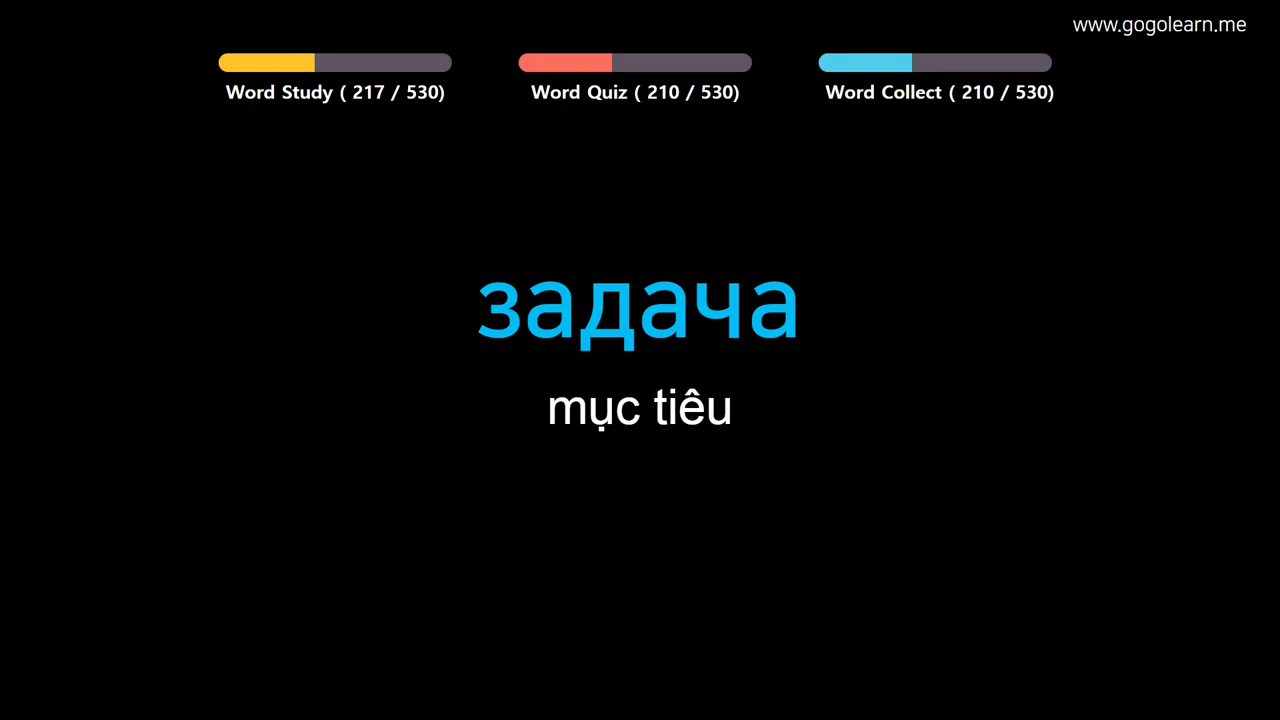 www.gogolearn.me
Word Study ( 217 / 530)
Word Quiz ( 210 / 530)
Word Collect ( 210 / 530)
задача
mục tiêu